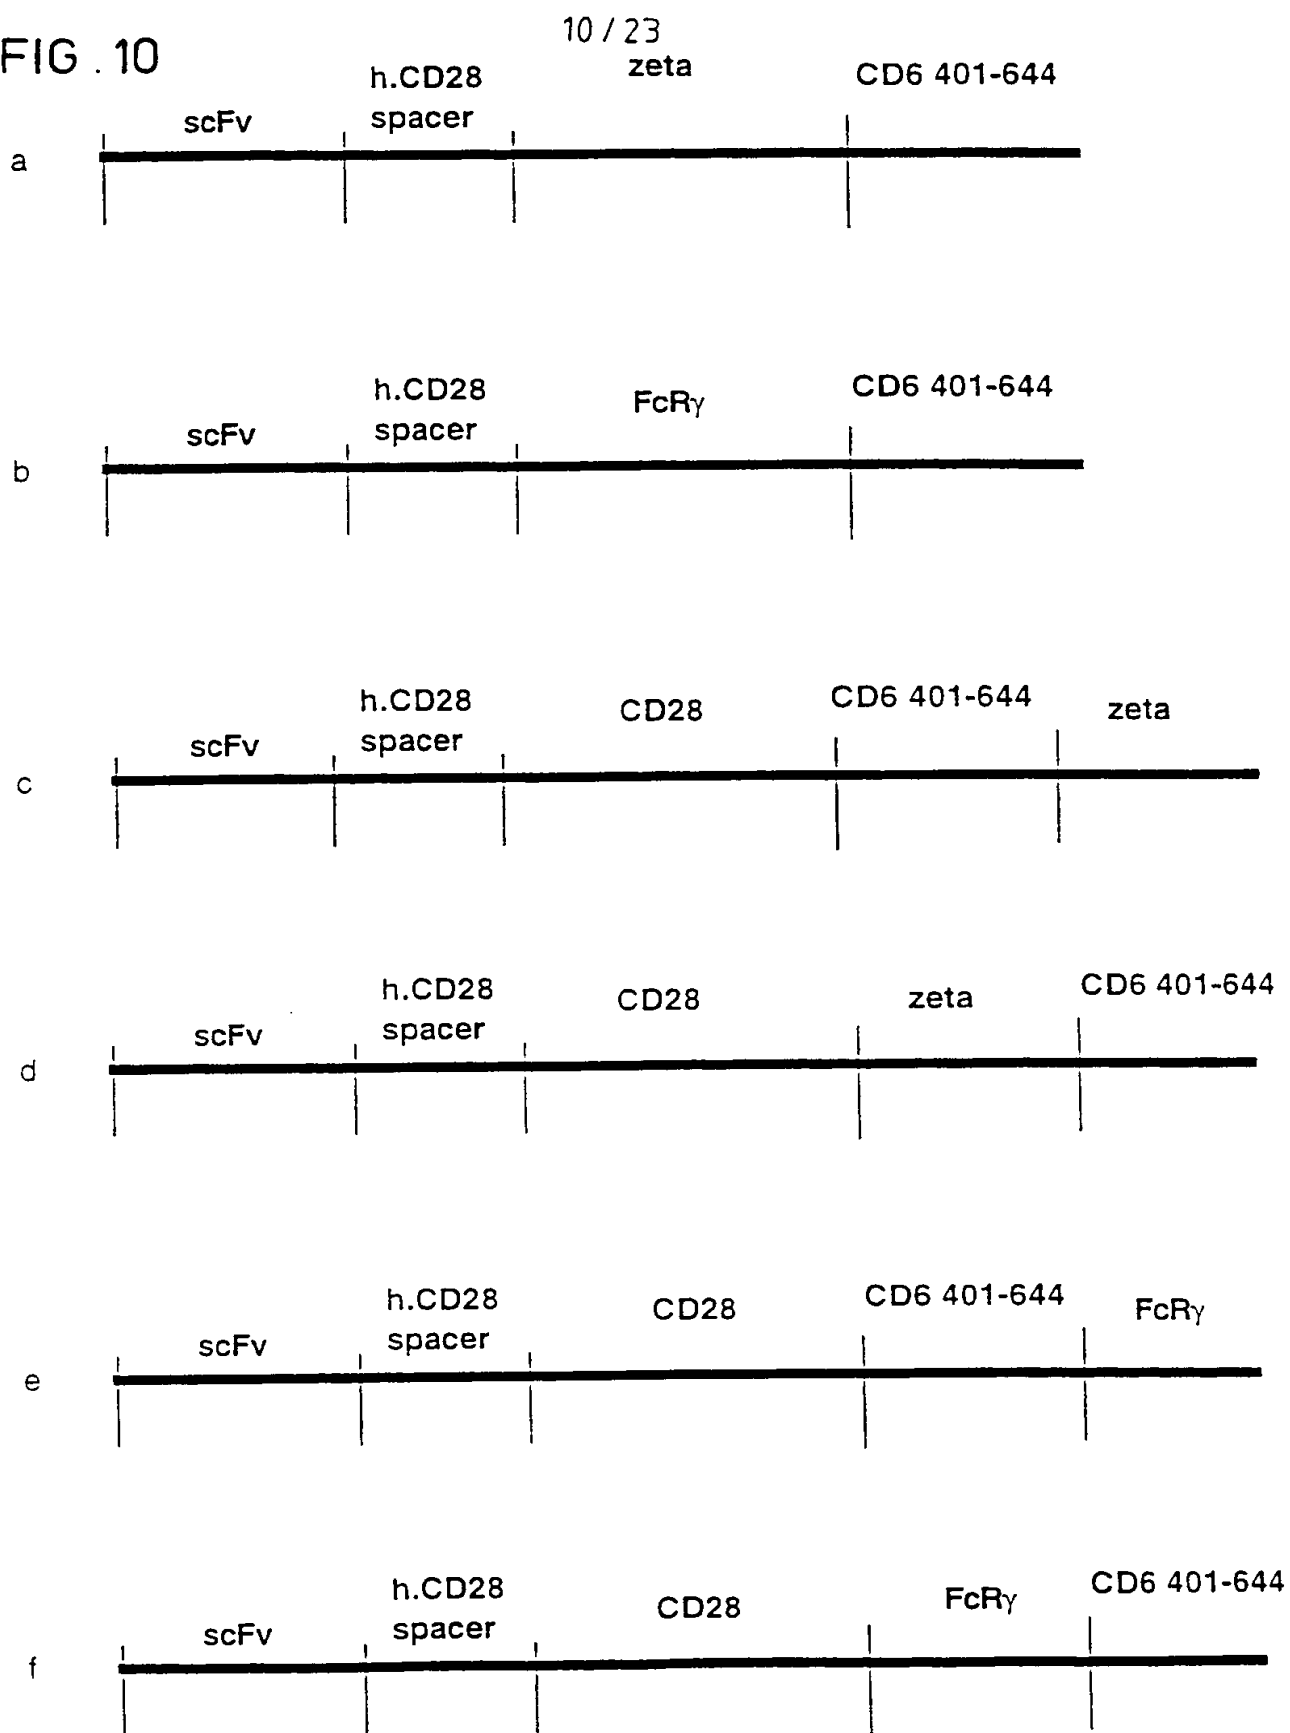 10/23
FIG. 10
a
scFv
h.CD28
spacer
zeta
CD6 401-644
b
scFv
h.CD28
spacer
FcRγ
CD6 401-644
c
scFv
h.CD28
spacer
CD28
CD6 401-644
zeta
d
scFv
h.CD28
spacer
CD28
zeta
CD6 401-644
e
scFv
h.CD28
spacer
CD28
CD6 401-644
FcRγ
f
scFv
h.CD28
spacer
CD28
FcRγ
CD6 401-644